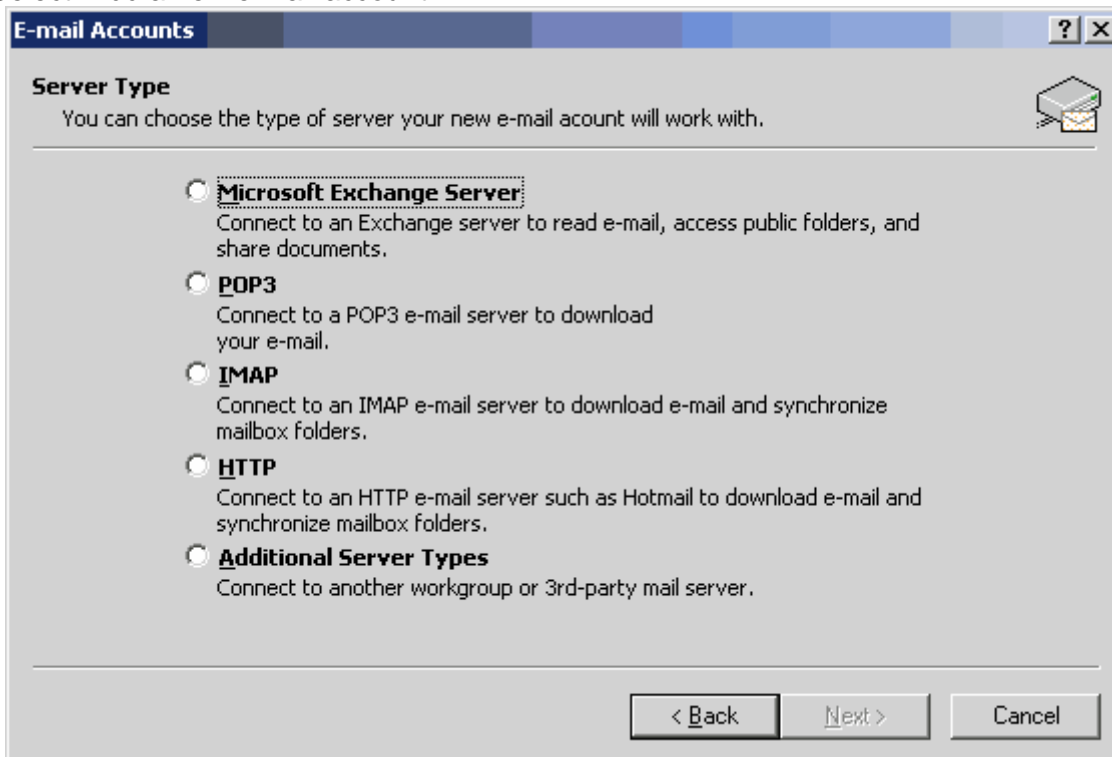 E-mail Accounts
Server Type
You can choose the type of server your new e-mail acount will work with.
Microsoft Exchange Server
Connect to an Exchange server to read e-mail, access public folders, and
share documents.
POP3
Connect to a POP3 e-mail server to download
your e-mail.
IMAP
Connect to an IMAP e-mail server to download e-mail and synchronize
mailbox folders.
HTTP
Connect to an HTTP e-mail server such as Hotmail to download e-mail and
synchronize mailbox folders.
Additional Server Types
Connect to another workgroup or 3rd-party mail server.
< Back
Next >
Cancel